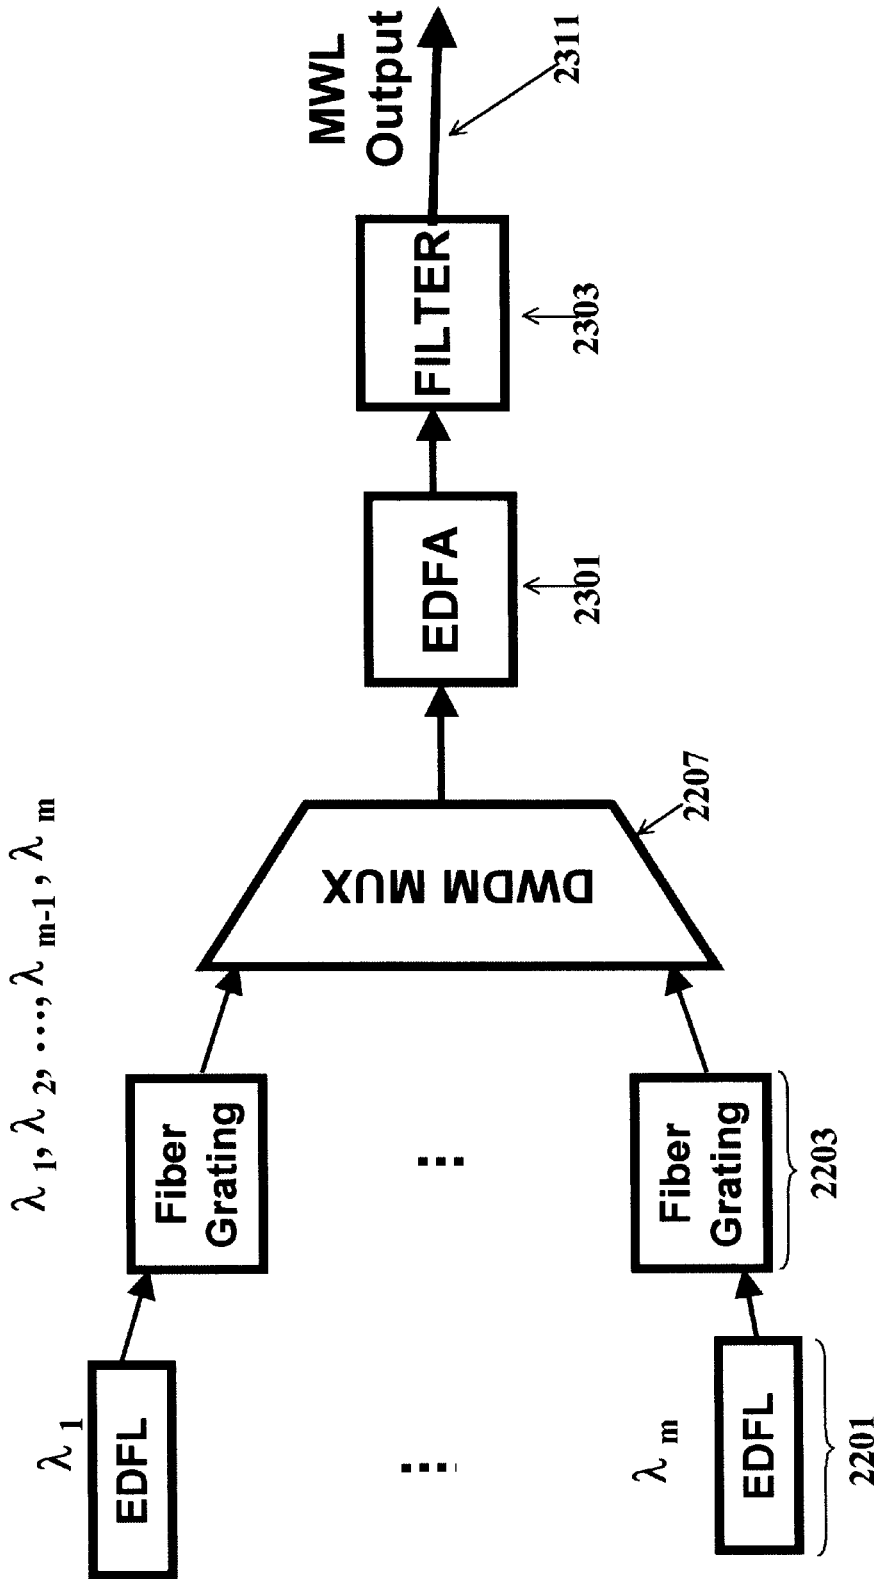 λ 1, λ 2, ..., λ m-1, λ m
λ 1
EDFL
Fiber
Grating
....
...
λ m
EDFL
2201
Fiber
Grating
2203
DWDM MUX
2207
EDFA
2301
FILTER
2303
MWL
Output
2311